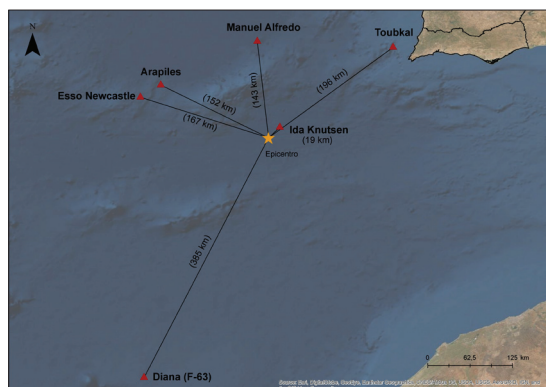 N
Manuel Alfredo
Toubkal
Arapiles
Esso Newcastle
(143 km)
(196 km)
(152 km)
(167 km)
Ida Knutsen
(19 km)
Epicentro
(385 km)
Diana (F-63)
0 62,5 125 km